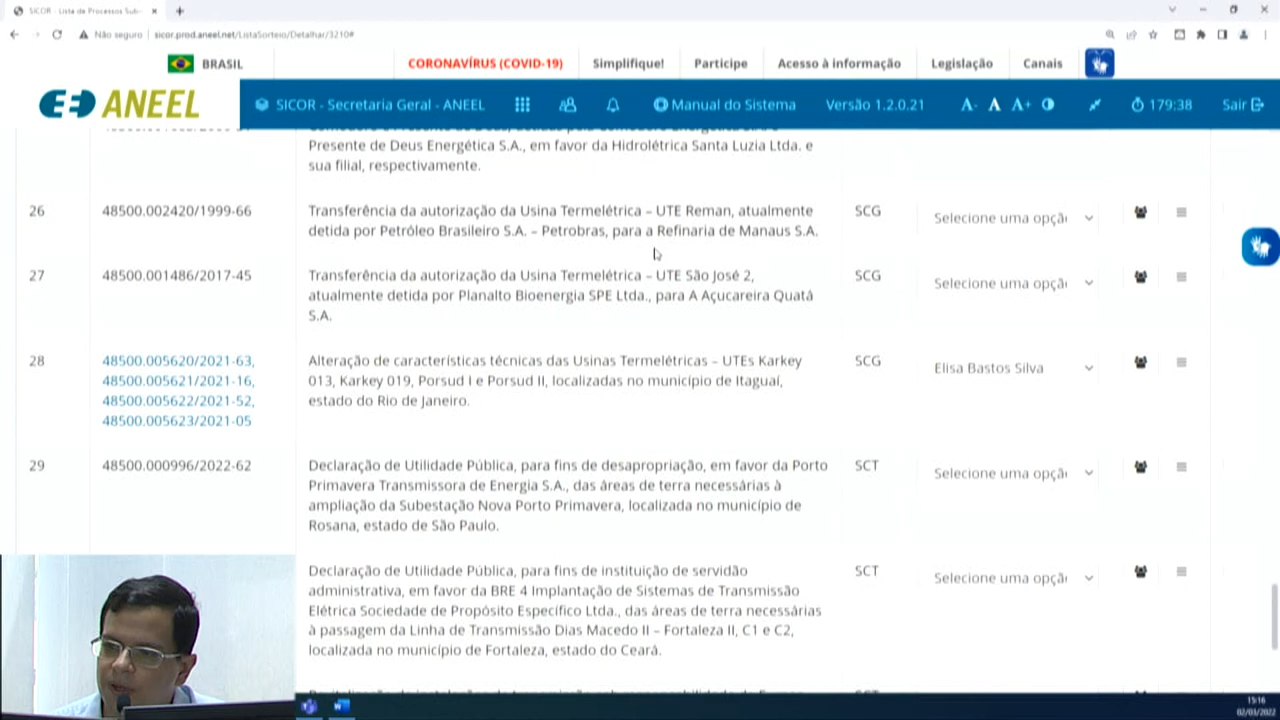 SICOR - Lista de Processos Sub
Não seguro | sicor.prod.aneel.net/ListaSorteio/Detalhar/3210#
BRASIL CORONAVÍRUS (COVID-19) Simplifique! Participe Acesso à informação Legislação Canais
ANEEL SICOR - Secretaria Geral - ANEEL Manual do Sistema Versão 1.2.0.21 A- A A+ 179:38 Sair
Presente de Deus Energética S.A., em favor da Hidrolétrica Santa Luzia Ltda. e
sua filial, respectivamente.
26 48500.002420/1999-66 Transferência da autorização da Usina Termelétrica – UTE Reman, atualmente SCG Selecione uma opçã
detida por Petróleo Brasileiro S.A. – Petrobras, para a Refinaria de Manaus S.A.
27 48500.001486/2017-45 Transferência da autorização da Usina Termelétrica – UTE São José 2, SCG Selecione uma opçã
atualmente detida por Planalto Bioenergia SPE Ltda., para A Açucareira Quatá
S.A.
28 48500.005620/2021-63, Alteração de características técnicas das Usinas Termelétricas – UTEs Karkey SCG Elisa Bastos Silva
48500.005621/2021-16, 013, Karkey 019, Porsud I e Porsud II, localizadas no município de Itaguaí,
48500.005622/2021-52, estado do Rio de Janeiro.
48500.005623/2021-05
29 48500.000996/2022-62 Declaração de Utilidade Pública, para fins de desapropriação, em favor da Porto SCT Selecione uma opçã
Primavera Transmissora de Energia S.A., das áreas de terra necessárias à
ampliação da Subestação Nova Porto Primavera, localizada no município de
Rosana, estado de São Paulo.
Declaração de Utilidade Pública, para fins de instituição de servidão SCT Selecione uma opçã
administrativa, em favor da BRE 4 Implantação de Sistemas de Transmissão
Elétrica Sociedade de Propósito Específico Ltda., das áreas de terra necessárias
à passagem da Linha de Transmissão Dias Macedo II – Fortaleza II, C1 e C2,
localizada no município de Fortaleza, estado do Ceará.
15:16
02/03/2022